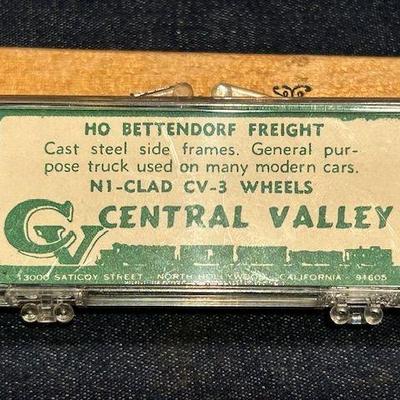 HO BETTENDORF FREIGHT
Cast steel side frames. General pur-
pose truck used on many modern cars.
N1-CLAD CV-3 WHEELS
CV CENTRAL VALLEY
13000 SATICOY STREET - NORTH HOLLYWOOD, CALIFORNIA - 91605